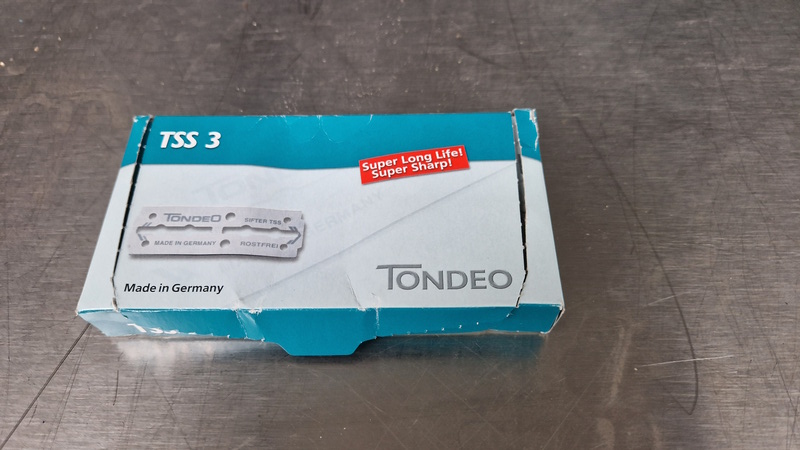 TSS 3
Super Long Life!
Super Sharp!
TONDEO
SIFTER TSS
MADE IN GERMANY
ROSTFREI
Made in Germany
TONDEO